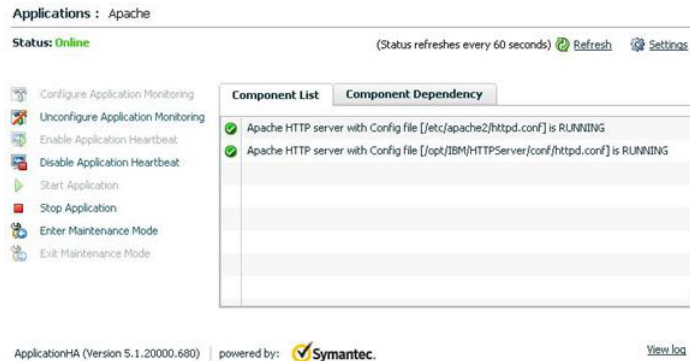 Applications : Apache
Status: Online
(Status refreshes every 60 seconds) Refresh Settings
Configure Application Monitoring
Unconfigure Application Monitoring
Enable Application Heartbeat
Disable Application Heartbeat
Start Application
Stop Application
Enter Maintenance Mode
Exit Maintenance Mode
Component List Component Dependency
Apache HTTP server with Config file [/etc/apache2/httpd.conf] is RUNNING
Apache HTTP server with Config file [/opt/IBM/HTTPServer/conf/httpd.conf] is RUNNING
ApplicationHA (Version 5.1.20000.680) powered by: Symantec. View log